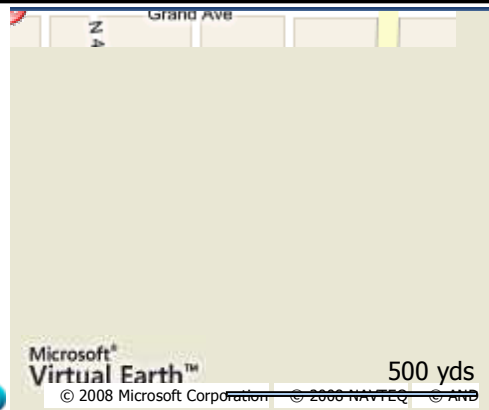 Grand Ave
N 4
Microsoft®
Virtual Earth™
500 yds
© 2008 Microsoft Corporation © 2008 NAVTEQ © AND